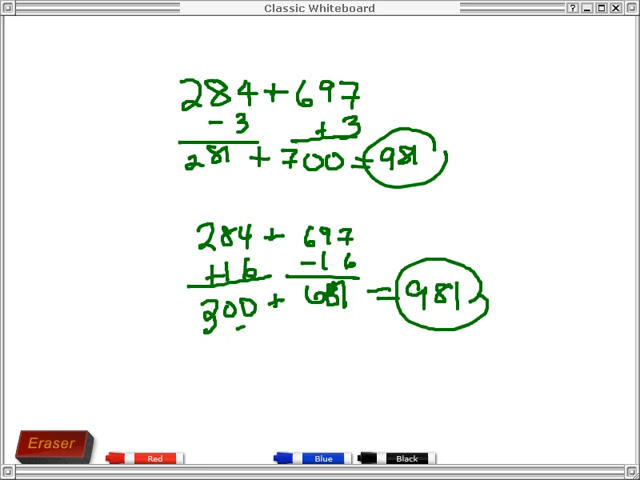 Classic Whiteboard
284+697
-3 +3
281 + 700 = 981
284 + 697
+16 -16
300 + 681 = 981
Eraser
Red Blue Black